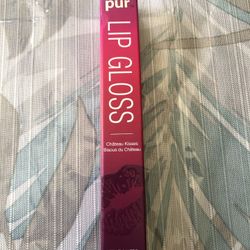 pur
LIP GLOSS
Château Kisses
Bisous du Château